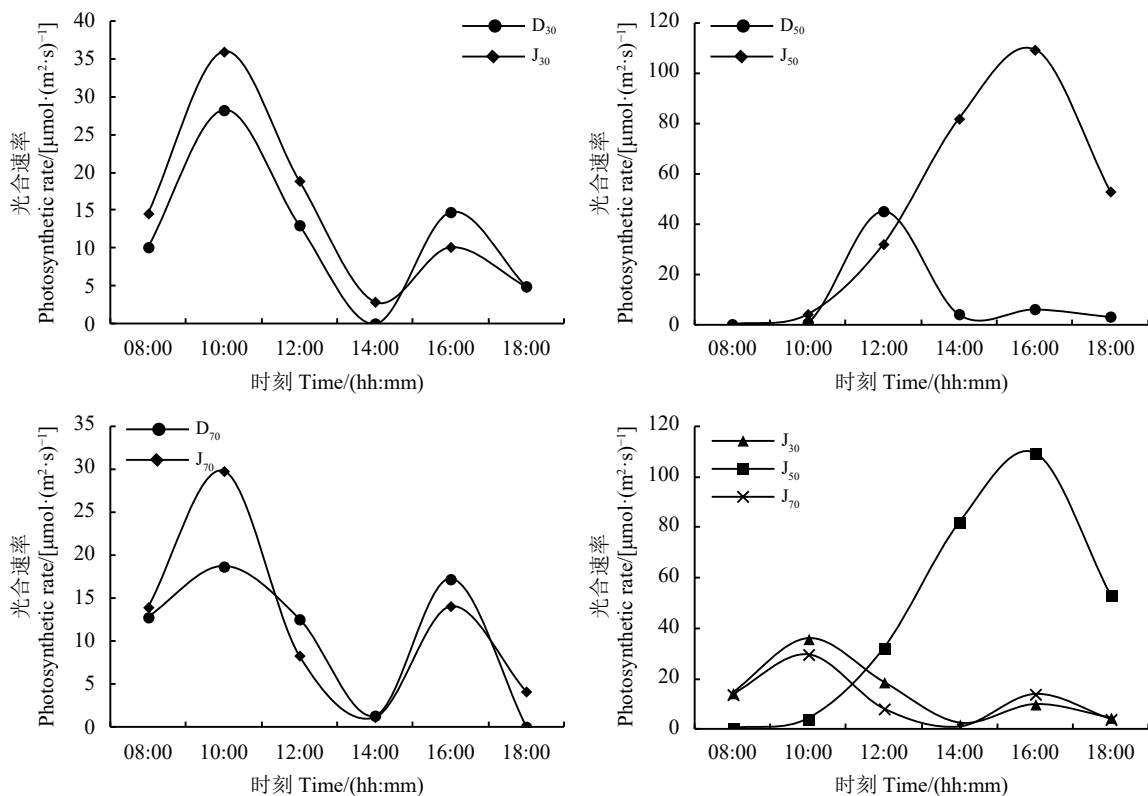 40
35
30
25
20
15
10
5
0
D₃₀
J₃₀
光合速率
Photosynthetic rate/[μmol·(m²·s)⁻¹]
08:00 10:00 12:00 14:00 16:00 18:00
时刻 Time/(hh:mm)
120
100
80
60
40
20
0
D₅₀
J₅₀
光合速率
Photosynthetic rate/[μmol·(m²·s)⁻¹]
08:00 10:00 12:00 14:00 16:00 18:00
时刻 Time/(hh:mm)
35
30
25
20
15
10
5
0
D₇₀
J₇₀
光合速率
Photosynthetic rate/[μmol·(m²·s)⁻¹]
08:00 10:00 12:00 14:00 16:00 18:00
时刻 Time/(hh:mm)
120
100
80
60
40
20
0
J₃₀
J₅₀
J₇₀
光合速率
Photosynthetic rate/[μmol·(m²·s)⁻¹]
08:00 10:00 12:00 14:00 16:00 18:00
时刻 Time/(hh:mm)